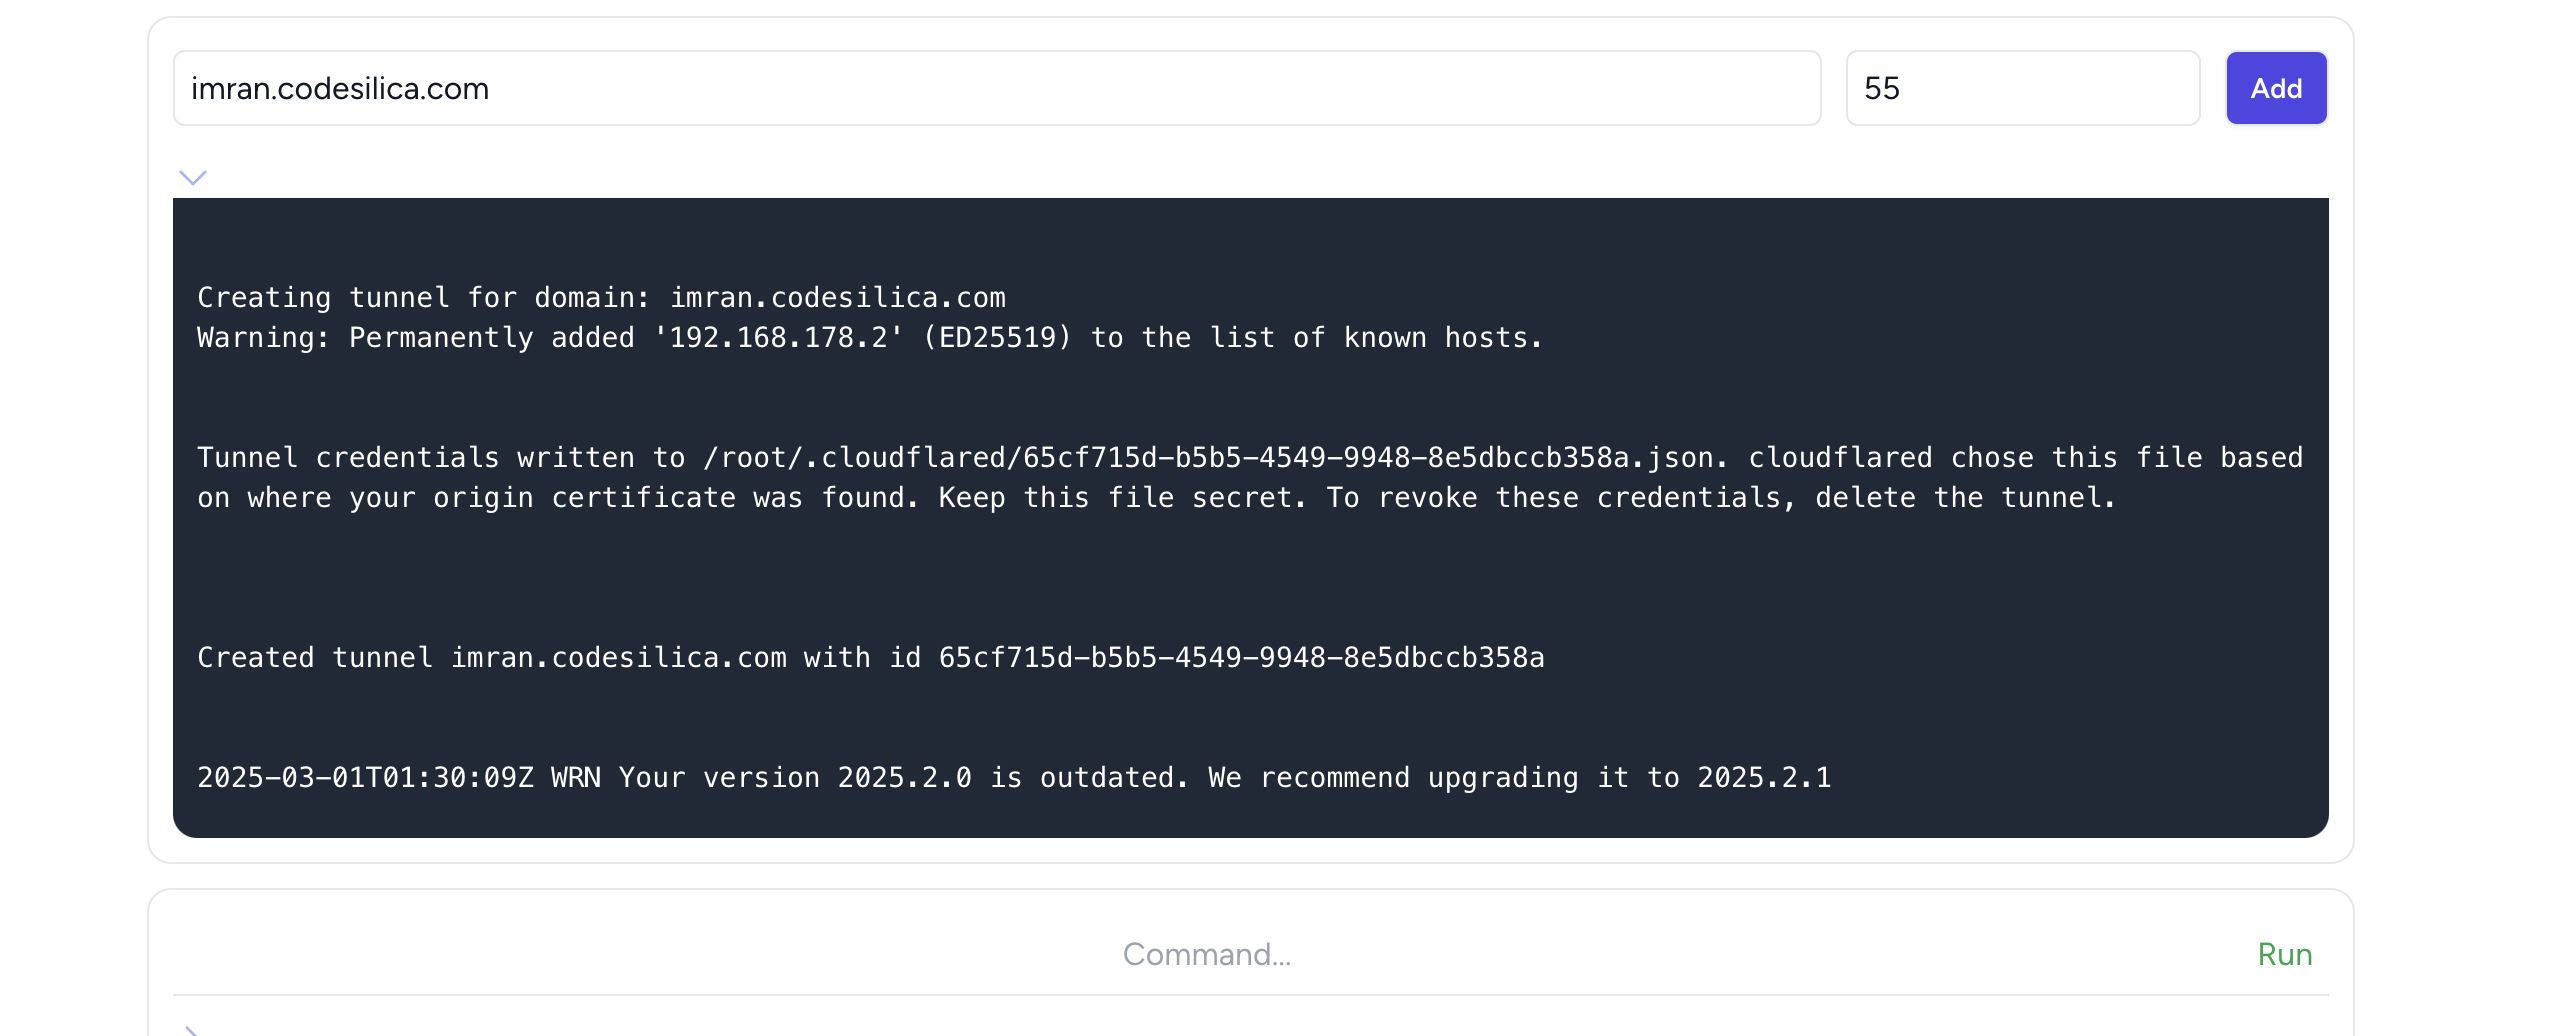 imran.codesilica.com
55
Add
Creating tunnel for domain: imran.codesilica.com
Warning: Permanently added '192.168.178.2' (ED25519) to the list of known hosts.
Tunnel credentials written to /root/.cloudflared/65cf715d-b5b5-4549-9948-8e5dbccb358a.json. cloudflared chose this file based
on where your origin certificate was found. Keep this file secret. To revoke these credentials, delete the tunnel.
Created tunnel imran.codesilica.com with id 65cf715d-b5b5-4549-9948-8e5dbccb358a
2025-03-01T01:30:09Z WRN Your version 2025.2.0 is outdated. We recommend upgrading it to 2025.2.1
Command...
Run